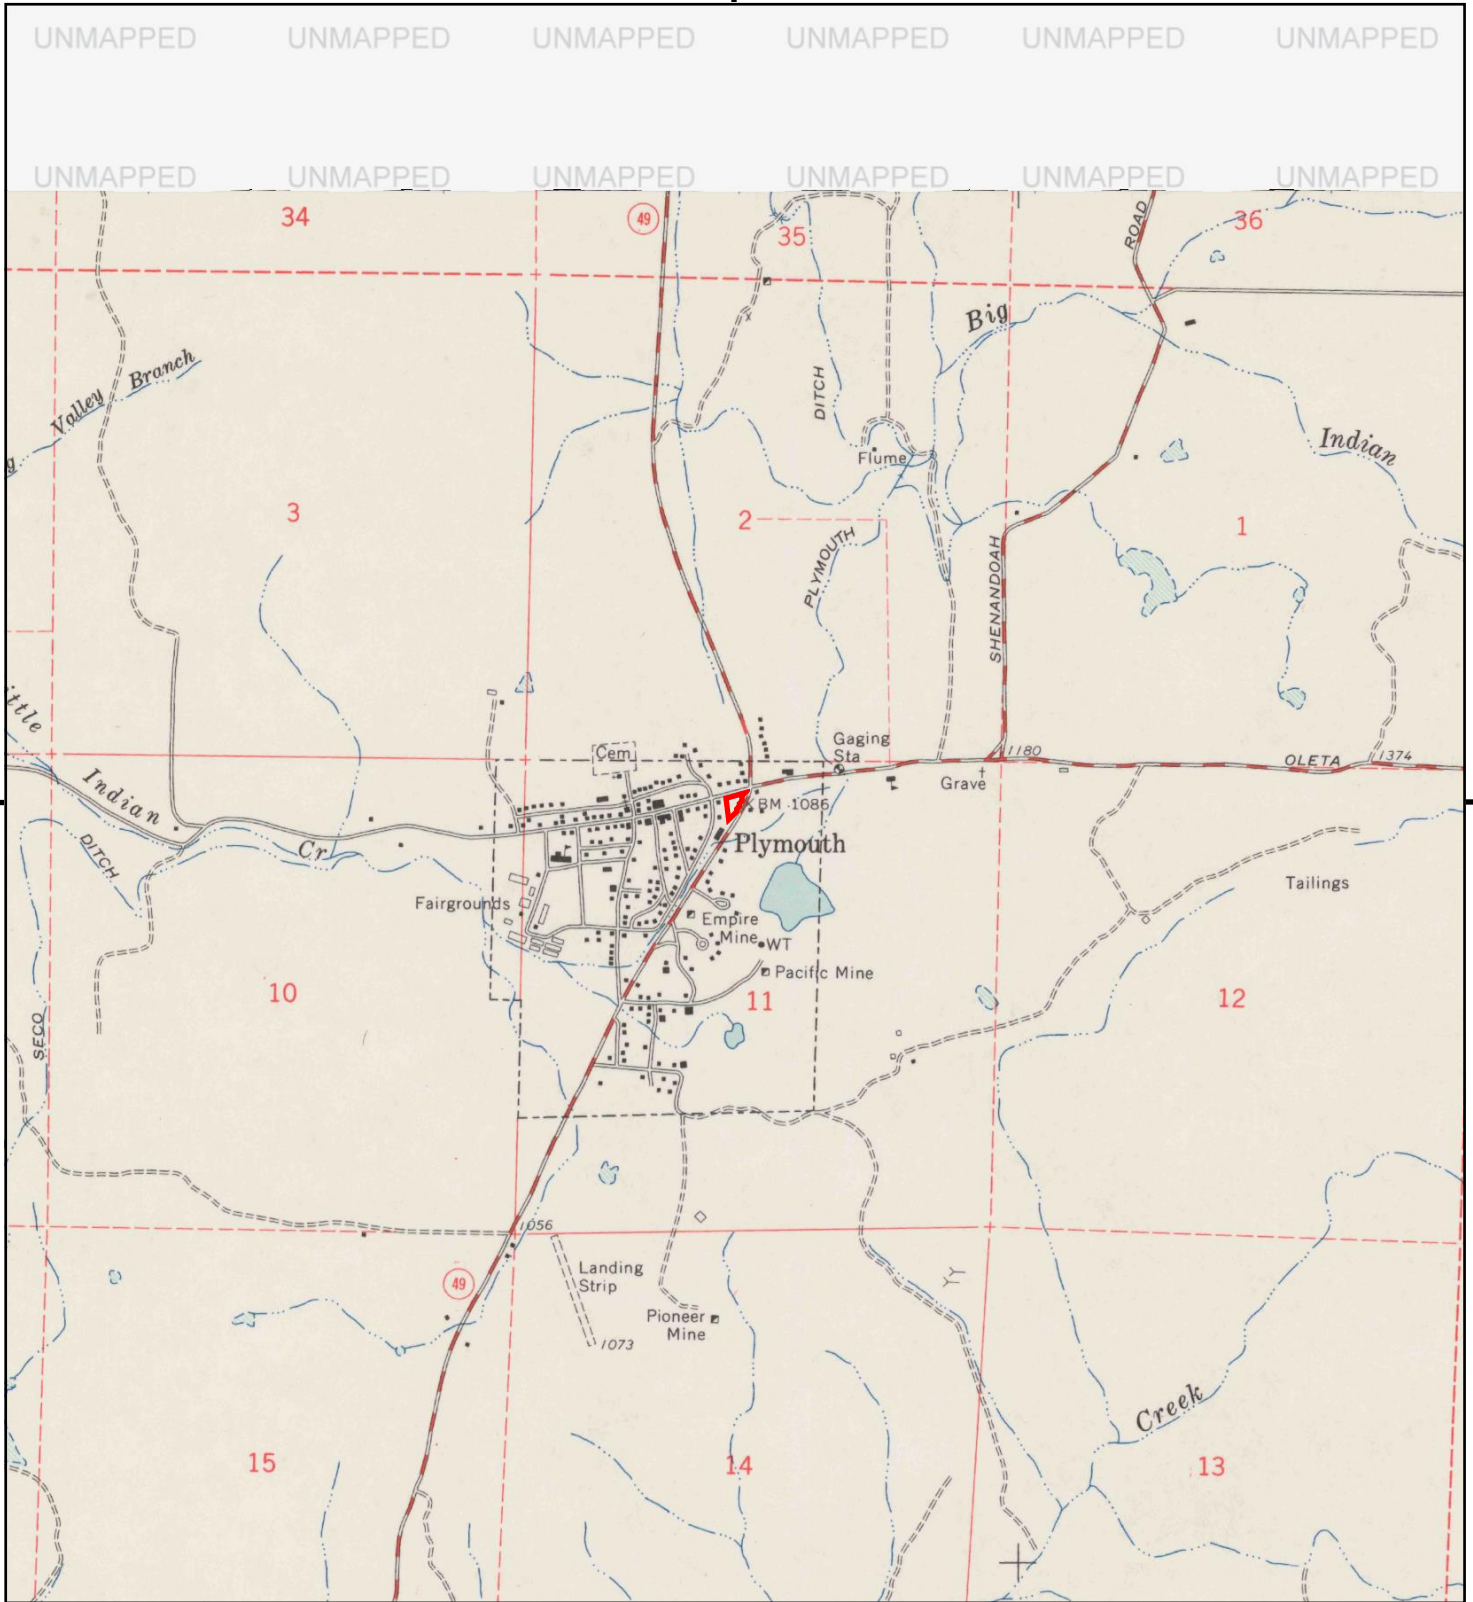 UNMAPPED UNMAPPED UNMAPPED UNMAPPED UNMAPPED UNMAPPED
UNMAPPED UNMAPPED UNMAPPED UNMAPPED UNMAPPED UNMAPPED
34
49
35
ROAD
36
Big
Valley Branch
DITCH
Flume
Indian
g
3
2
1
PLYMOUTH
SHENANDOAH
ittle
Gaging
Sta
Cem
1180
OLETA
1374
Grave
Indian
BM 1086
DITCH
Cr
Plymouth
Tailings
Fairgrounds
Empire
Mine
WT
Pacific Mine
10
11
12
SECO
1056
49
Landing
Strip
YY
Pioneer
Mine
1073
Creek
15
14
13